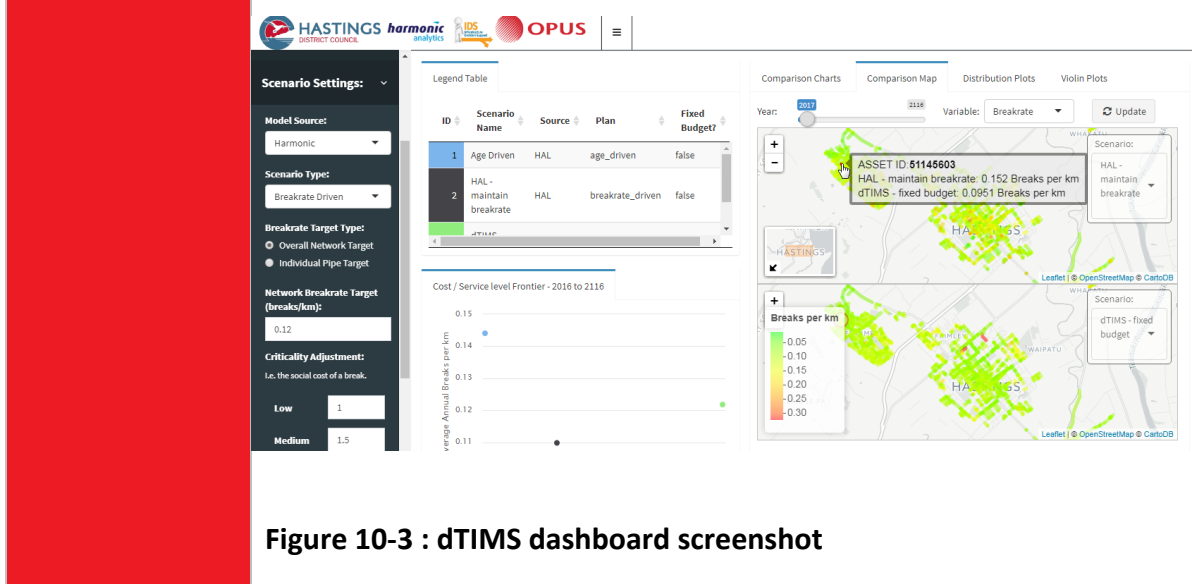 HASTINGS
DISTRICT COUNCIL
harmonic
analytics
IDS
OPUS
≡
Scenario Settings:
Model Source:
Harmonic
Scenario Type:
Breakrate Driven
Breakrate Target Type:
Overall Network Target
Individual Pipe Target
Network Breakrate Target
(breaks/km):
0.12
Criticality Adjustment:
I.e. the social cost of a break.
Low 1
Medium 1.5
Legend Table
ID Scenario Name Source Plan Fixed Budget?
1 Age Driven HAL age_driven false
HAL -
2 maintain HAL breakrate_driven false
breakrate
dTIMS
Cost / Service level Frontier - 2016 to 2116
verage Annual Breaks per km
0.15
0.14
0.13
0.12
0.11
Comparison Charts Comparison Map Distribution Plots Violin Plots
Year: 2017 2116 Variable: Breakrate Update
+
−
ASSET ID:51145603
HAL - maintain breakrate: 0.152 Breaks per km
dTIMS - fixed budget: 0.0951 Breaks per km
Scenario:
HAL -
maintain
breakrate
HASTINGS
HASTINGS
Leaflet | © OpenStreetMap © CartoDB
+
Breaks per km
0.05
0.10
0.15
0.20
0.25
0.30
Scenario:
dTIMS - fixed
budget
WAIPATU
Leaflet | © OpenStreetMap © CartoDB
Figure 10-3 : dTIMS dashboard screenshot